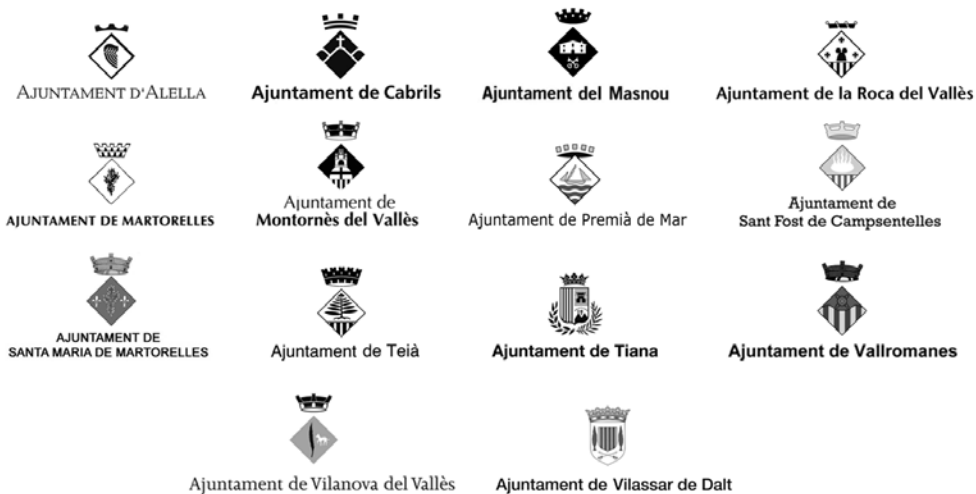 AJUNTAMENT D'ALELLA
Ajuntament de Cabrils
Ajuntament del Masnou
Ajuntament de la Roca del Vallès
AJUNTAMENT DE MARTORELLES
Ajuntament de
Montornès del Vallès
Ajuntament de Premià de Mar
Ajuntament de
Sant Fost de Campsentelles
AJUNTAMENT DE
SANTA MARIA DE MARTORELLES
Ajuntament de Teià
Ajuntament de Tiana
Ajuntament de Vallromanes
Ajuntament de Vilanova del Vallès
Ajuntament de Vilassar de Dalt